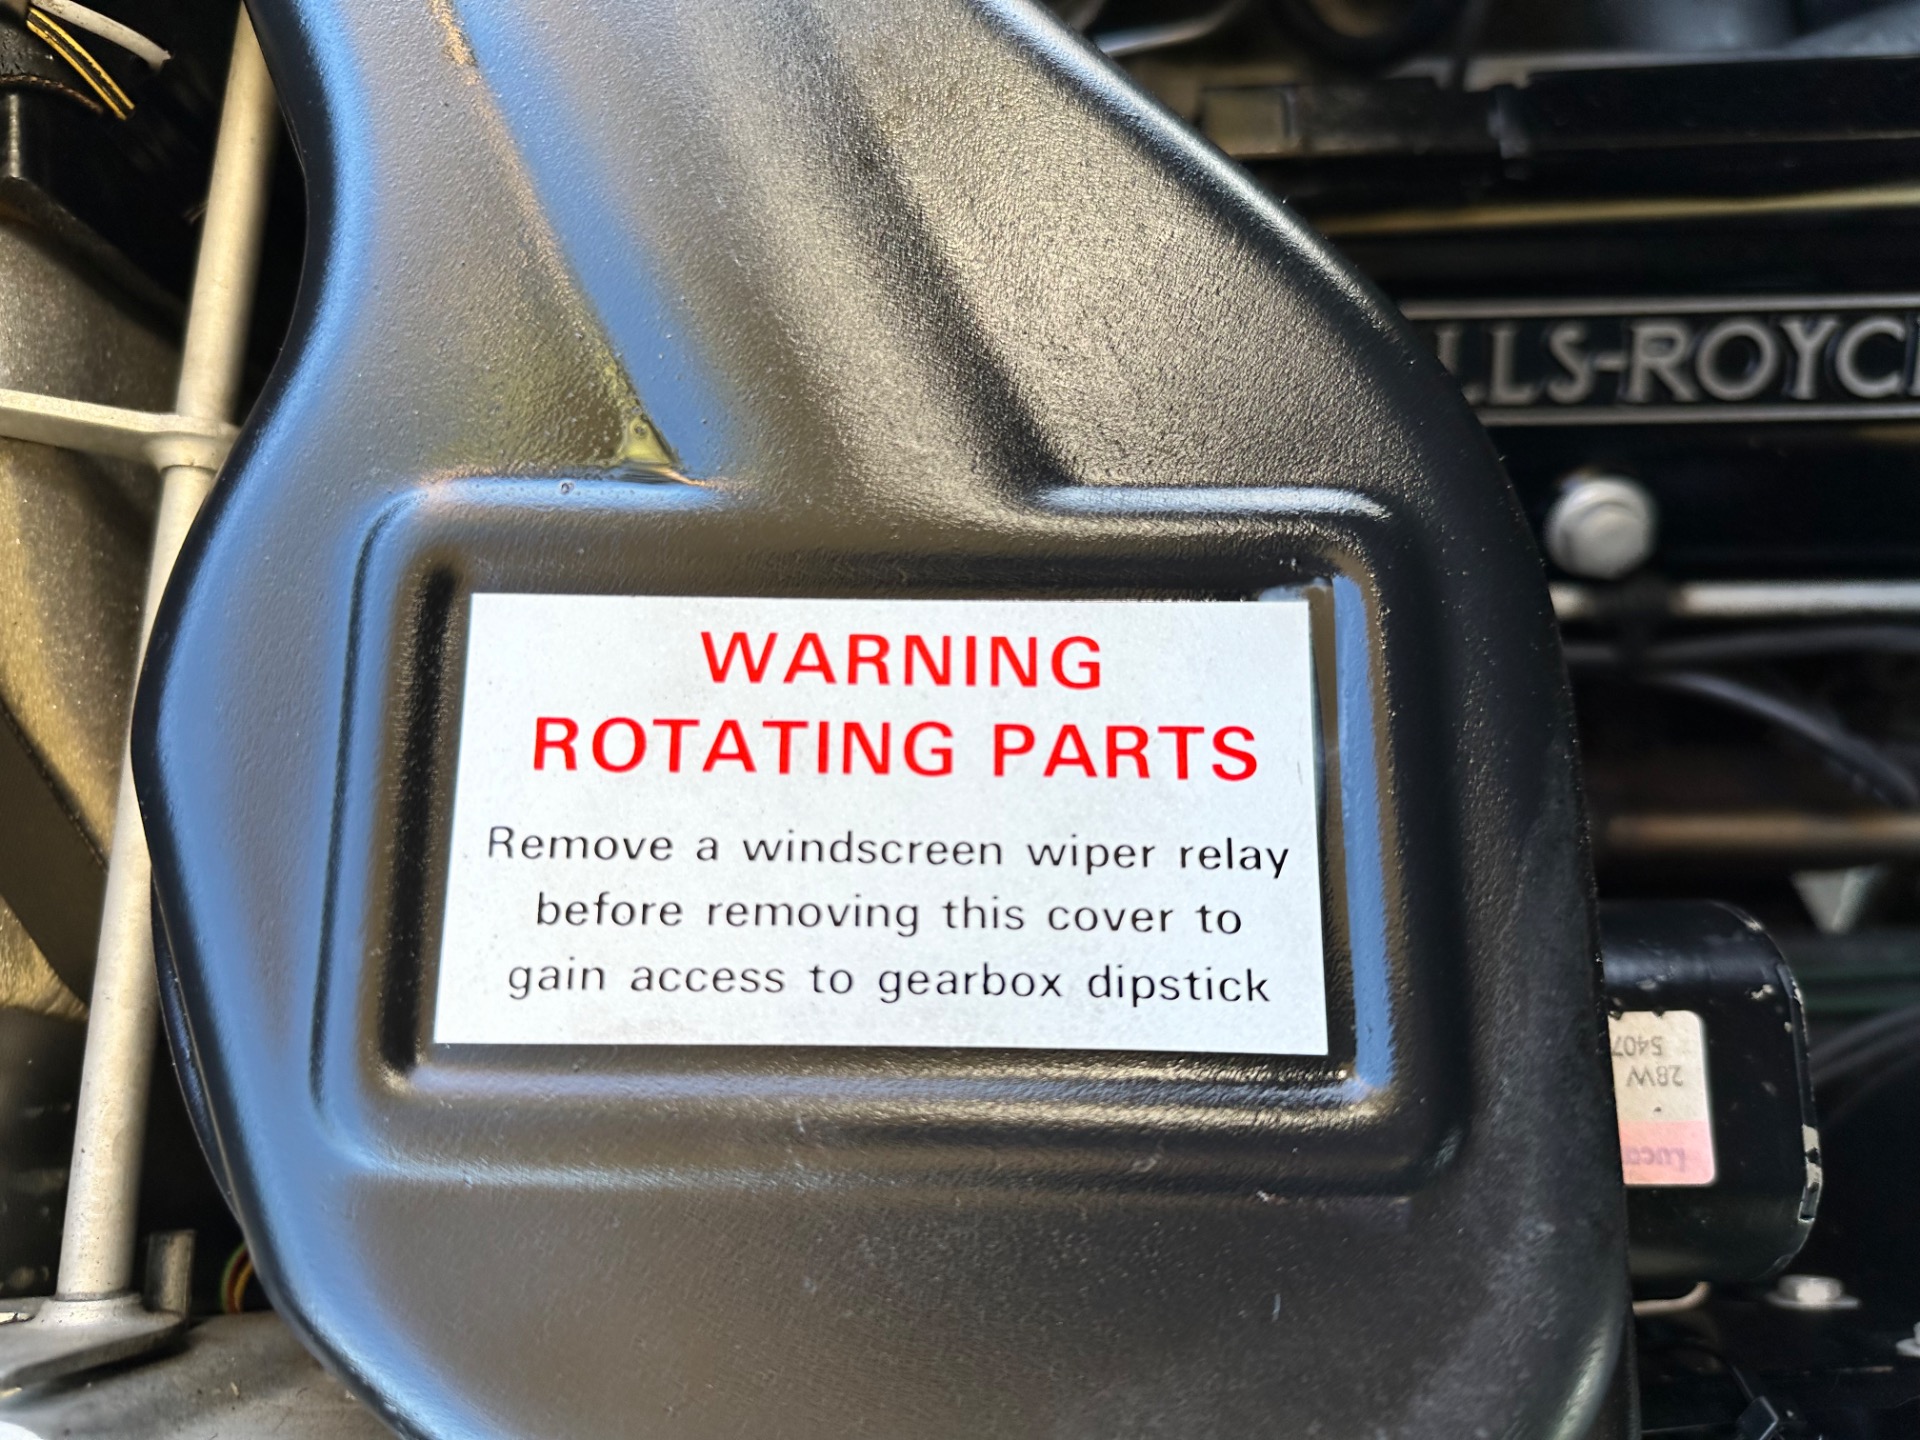 LLS-ROYC
WARNING
ROTATING PARTS
Remove a windscreen wiper relay
before removing this cover to
gain access to gearbox dipstick
5407
28W